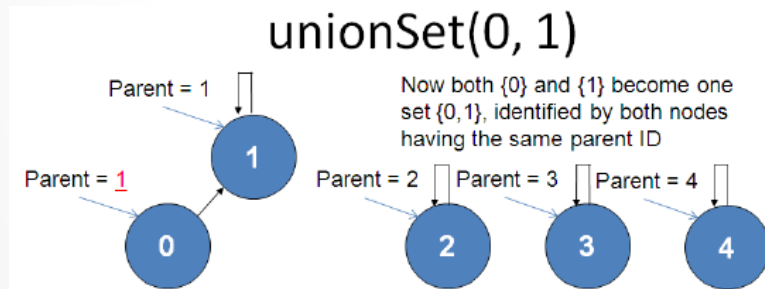 unionSet(0, 1)
Parent = 1
Now both {0} and {1} become one
set {0,1}, identified by both nodes
having the same parent ID
1
Parent = 1
Parent = 2
Parent = 3
Parent = 4
0
2
3
4